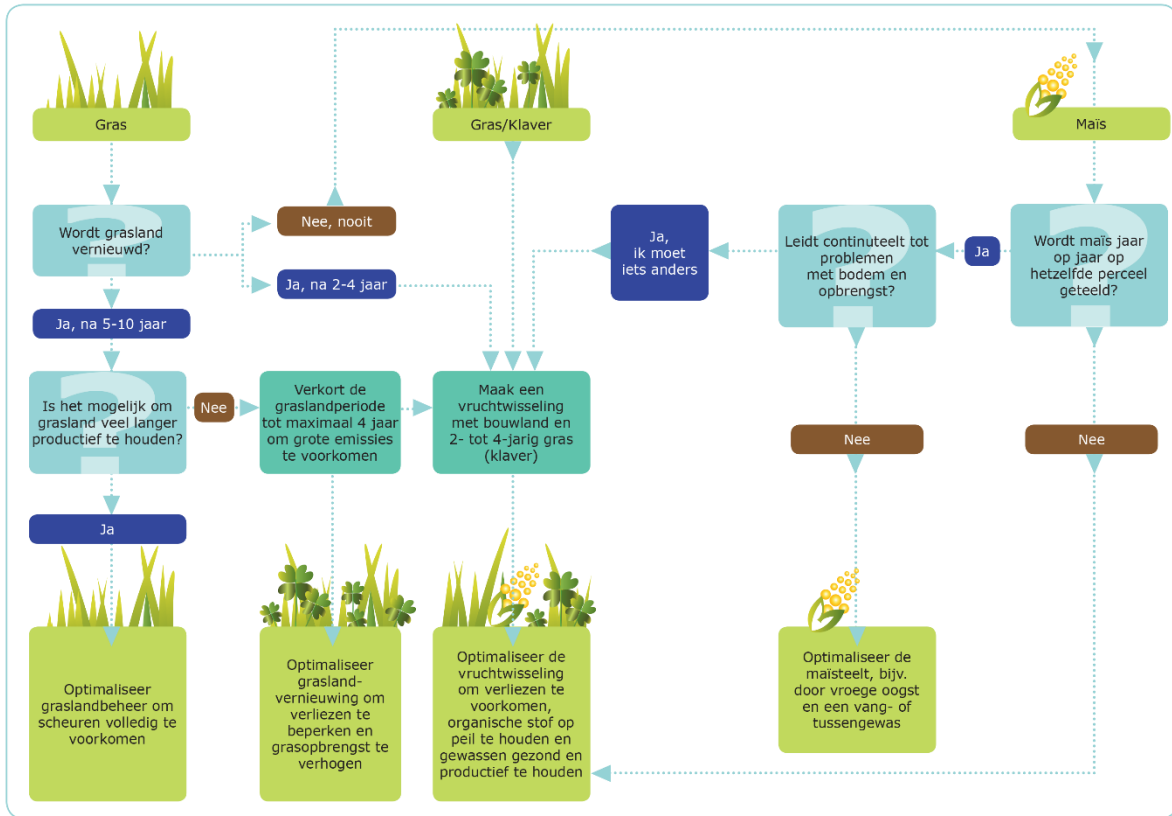 Gras
Gras/Klaver
Maïs
Wordt grasland
vernieuwd?
Nee, nooit
Ja, na 2-4 jaar
Ja,
ik moet
iets anders
Leidt continuteelt tot
problemen
met bodem en
opbrengst?
Ja
Wordt maïs jaar
op jaar op
hetzelfde perceel
geteeld?
Ja, na 5-10 jaar
Is het mogelijk om
grasland veel langer
productief te houden?
Nee
Verkort de
graslandperiode
tot maximaal 4 jaar
om grote emissies
te voorkomen
Maak een
vruchtwisseling
met bouwland en
2- tot 4-jarig gras
(klaver)
Nee
Nee
Ja
Optimaliseer
graslandbeheer om
scheuren volledig te
voorkomen
Optimaliseer
grasland-
vernieuwing om
verliezen te
beperken en
grasopbrengst te
verhogen
Optimaliseer de
vruchtwisseling
om verliezen te
voorkomen,
organische stof op
peil te houden en
gewassen gezond en
productief te houden
Optimaliseer de
maïsteelt, bijv.
door vroege oogst
en een vang- of
tussengewas